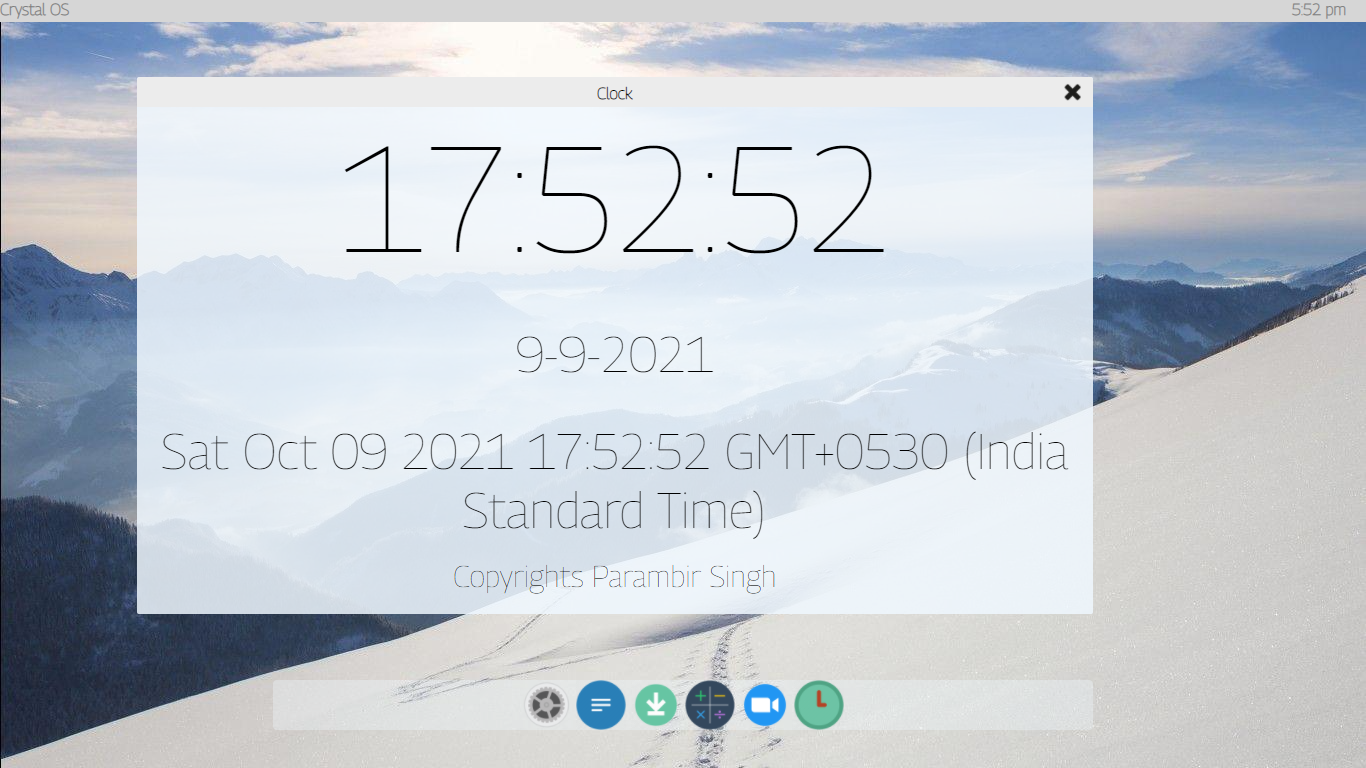 Crystal OS
5:52 pm
Clock
17:52:52
9-9-2021
Sat Oct 09 2021 17:52:52 GMT+0530 (India
Standard Time)
Copyrights Parambir Singh